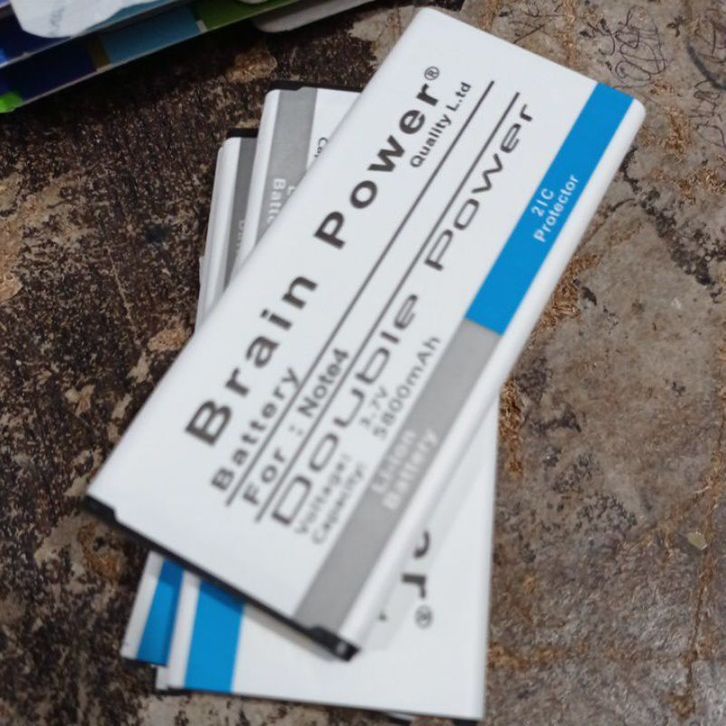 Brain Power®
Quality L.td
Battery
For : Note4
Double Power
Voltage: 3.7V
Capacity: 5800mAh
Li-ion
Battery
2IC
Protector